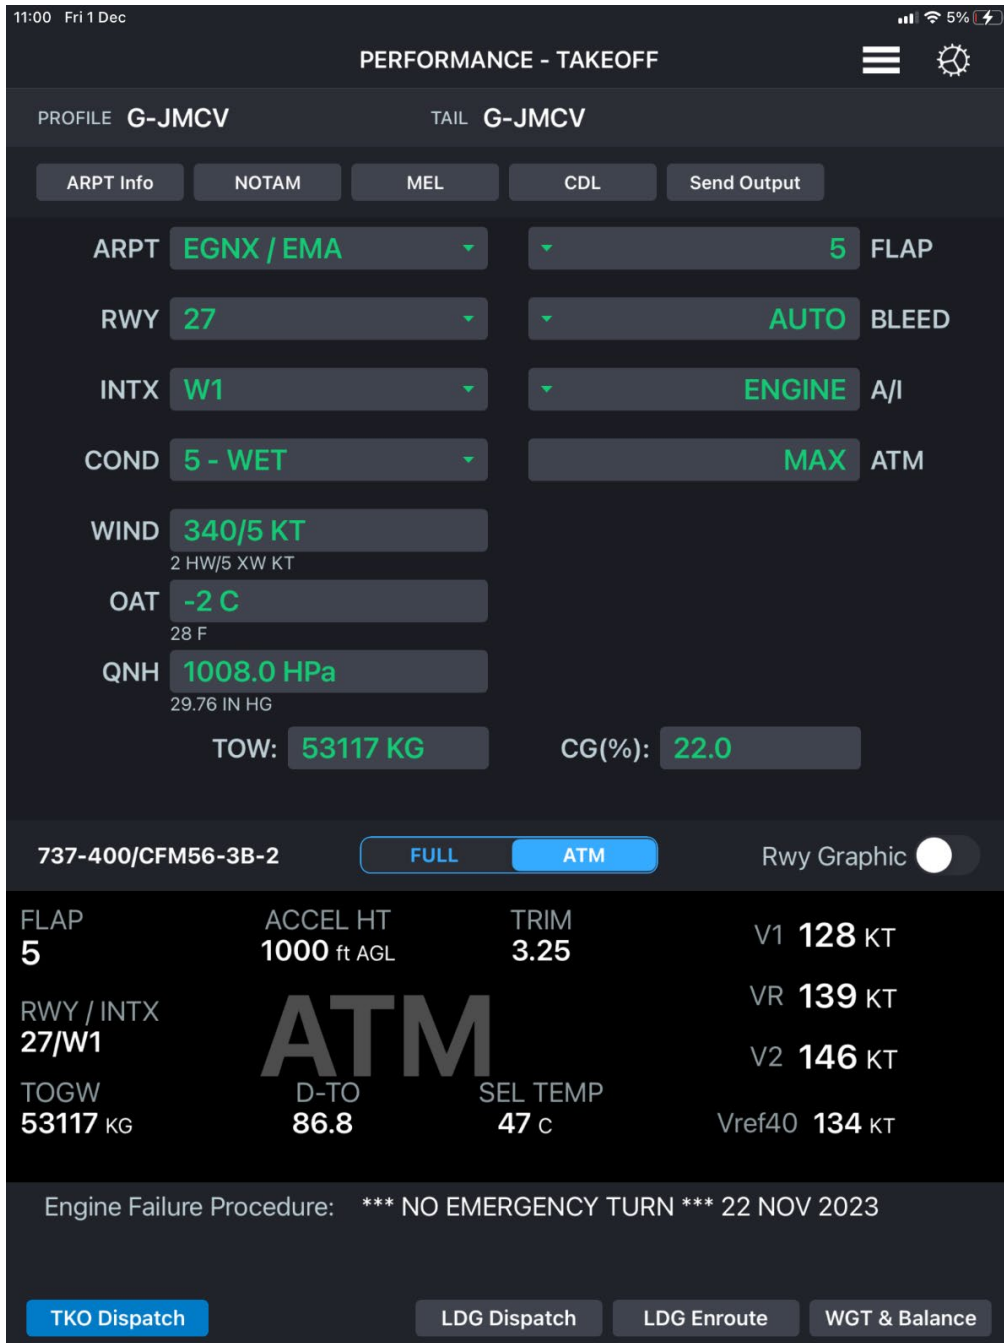 11:00 Fri 1 Dec 5%
PERFORMANCE - TAKEOFF
PROFILE G-JMCV TAIL G-JMCV
ARPT Info NOTAM MEL CDL Send Output
ARPT EGNX / EMA 5 FLAP
RWY 27 AUTO BLEED
INTX W1 ENGINE A/I
COND 5 - WET MAX ATM
WIND 340/5 KT
2 HW/5 XW KT
OAT -2 C
28 F
QNH 1008.0 HPa
29.76 IN HG
TOW: 53117 KG CG(%): 22.0
737-400/CFM56-3B-2 FULL ATM Rwy Graphic
FLAP ACCEL HT TRIM V1 128 KT
5 1000 ft AGL 3.25
RWY / INTX ATM VR 139 KT
27/W1 V2 146 KT
TOGW D-TO SEL TEMP
53117 KG 86.8 47 C Vref40 134 KT
Engine Failure Procedure: *** NO EMERGENCY TURN *** 22 NOV 2023
TKO Dispatch LDG Dispatch LDG Enroute WGT & Balance